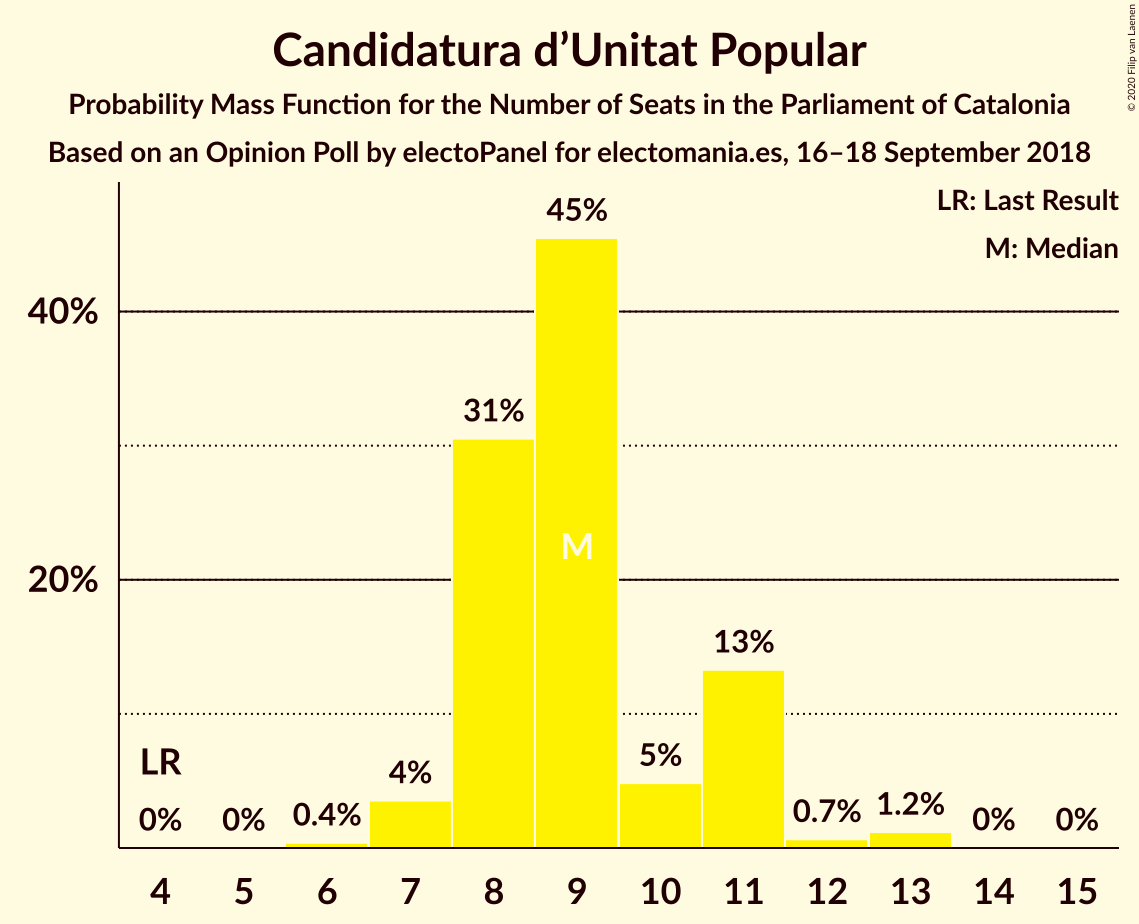 Candidatura d’Unitat Popular
Probability Mass Function for the Number of Seats in the Parliament of Catalonia
Based on an Opinion Poll by electoPanel for electomania.es, 16–18 September 2018
© 2020 Filip van Laenen
LR: Last Result
M: Median
40%
20%
LR
0%
0%
0.4%
4%
31%
45%
M
5%
13%
0.7%
1.2%
0%
0%
4 5 6 7 8 9 10 11 12 13 14 15